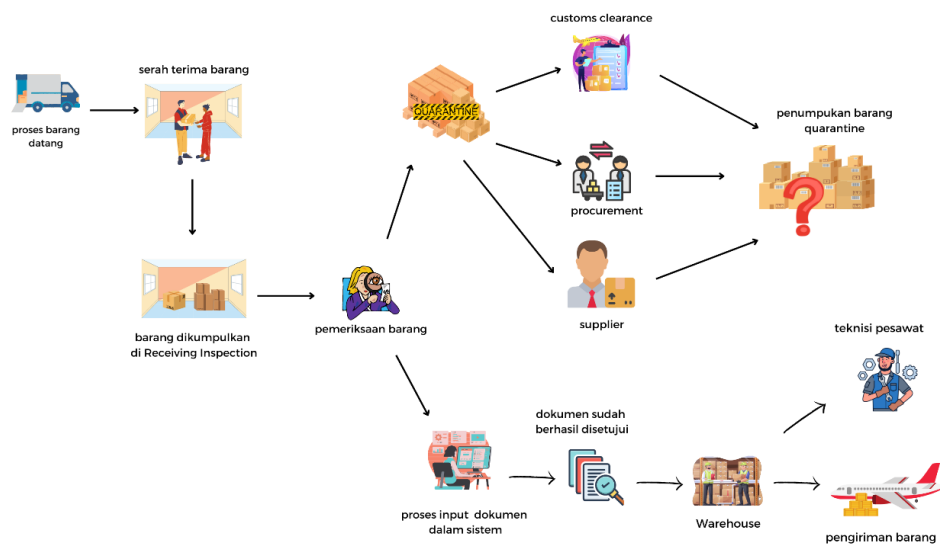 customs clearance
serah terima barang
proses barang
datang
QUARANTINE
penumpukan barang
quarantine
procurement
barang dikumpulkan
di Receiving Inspection
pemeriksaan barang
supplier
teknisi pesawat
dokumen sudah
berhasil disetujui
proses input dokumen
dalam sistem
Warehouse
pengiriman barang